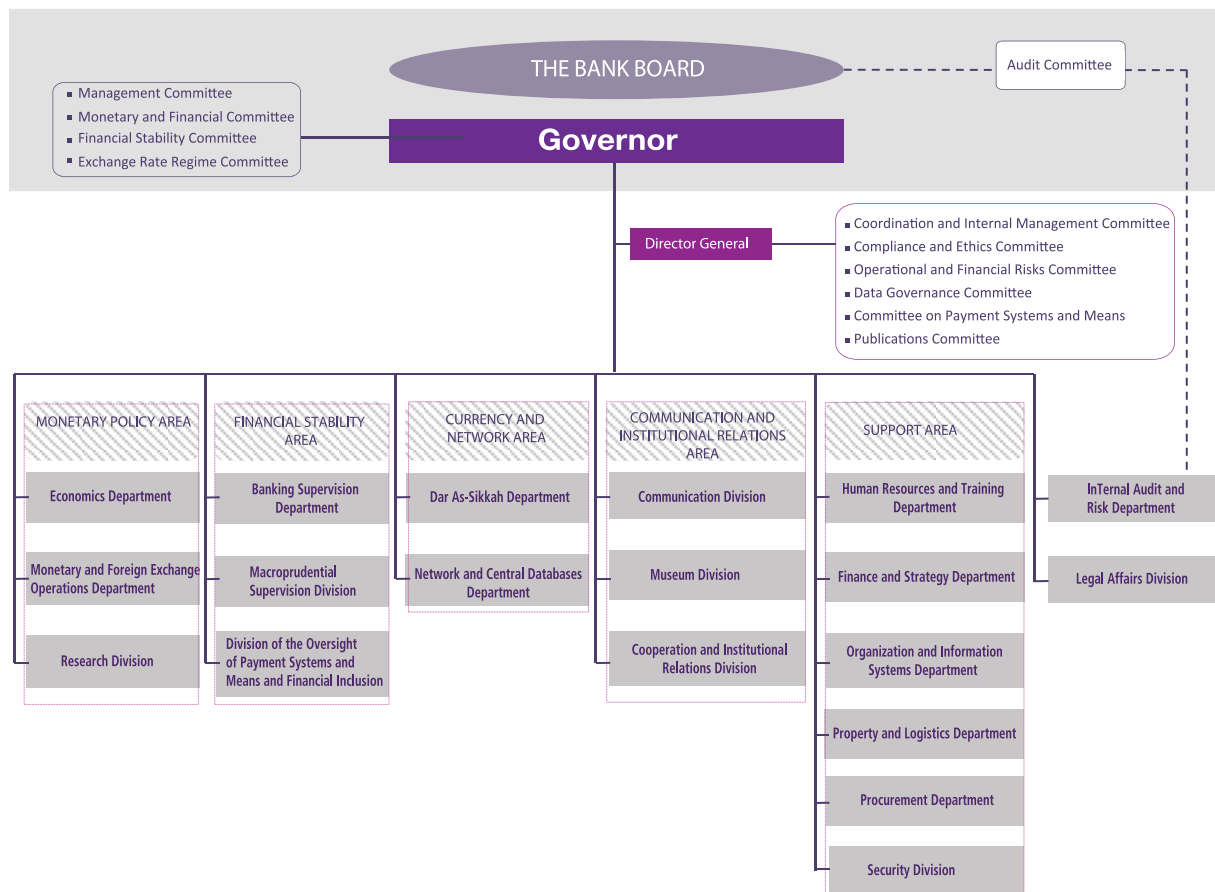 THE BANK BOARD
Audit Committee
Management Committee
Monetary and Financial Committee
Financial Stability Committee
Exchange Rate Regime Committee
Governor
Director General
Coordination and Internal Management Committee
Compliance and Ethics Committee
Operational and Financial Risks Committee
Data Governance Committee
Committee on Payment Systems and Means
Publications Committee
MONETARY POLICY AREA
Economics Department
Monetary and Foreign Exchange
Operations Department
Research Division
FINANCIAL STABILITY
AREA
Banking Supervision
Department
Macroprudential
Supervision Division
Division of the Oversight
of Payment Systems and
Means and Financial Inclusion
CURRENCY AND
NETWORK AREA
Dar As-Sikkah Department
Network and Central Databases
Department
COMMUNICATION AND
INSTITUTIONAL RELATIONS
AREA
Communication Division
Museum Division
Cooperation and Institutional
Relations Division
SUPPORT AREA
Human Resources and Training
Department
Finance and Strategy Department
Organization and Information
Systems Department
Property and Logistics Department
Procurement Department
Security Division
InTernal Audit and
Risk Department
Legal Affairs Division